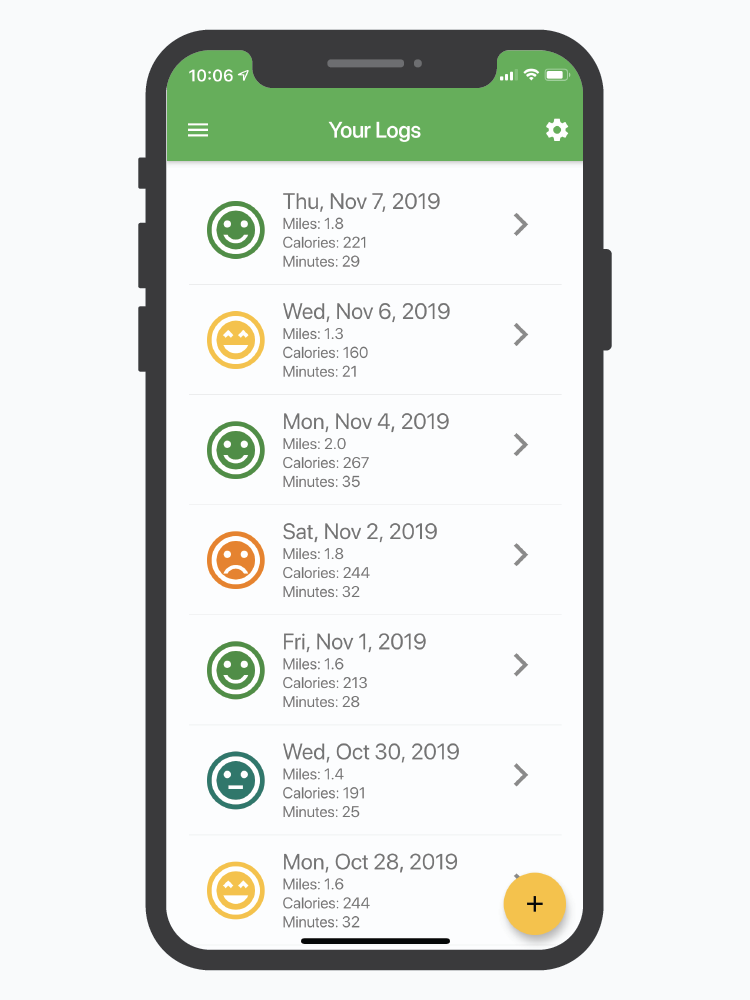 10:06
Your Logs
Thu, Nov 7, 2019
Miles: 1.8
Calories: 221
Minutes: 29
Wed, Nov 6, 2019
Miles: 1.3
Calories: 160
Minutes: 21
Mon, Nov 4, 2019
Miles: 2.0
Calories: 267
Minutes: 35
Sat, Nov 2, 2019
Miles: 1.8
Calories: 244
Minutes: 32
Fri, Nov 1, 2019
Miles: 1.6
Calories: 213
Minutes: 28
Wed, Oct 30, 2019
Miles: 1.4
Calories: 191
Minutes: 25
Mon, Oct 28, 2019
Miles: 1.6
Calories: 244
Minutes: 32
+